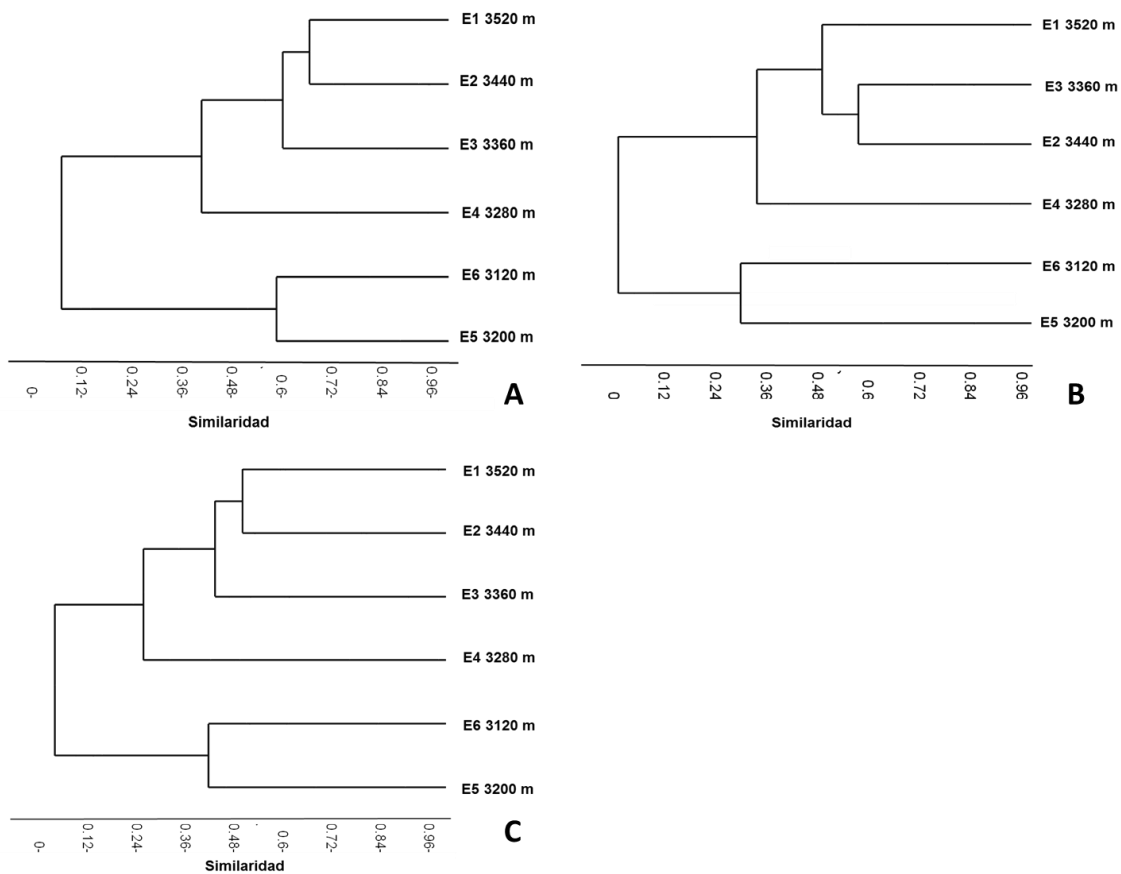 E1 3520 m
E2 3440 m
E3 3360 m
E4 3280 m
E6 3120 m
E5 3200 m
0- 0.12- 0.24- 0.36- 0.48- 0.6- 0.72- 0.84- 0.96-
Similaridad
A
E1 3520 m
E3 3360 m
E2 3440 m
E4 3280 m
E6 3120 m
E5 3200 m
0 0.12 0.24 0.36 0.48 0.6 0.72 0.84 0.96
Similaridad
B
E1 3520 m
E2 3440 m
E3 3360 m
E4 3280 m
E6 3120 m
E5 3200 m
0- 0.12- 0.24- 0.36- 0.48- 0.6- 0.72- 0.84- 0.96-
Similaridad
C